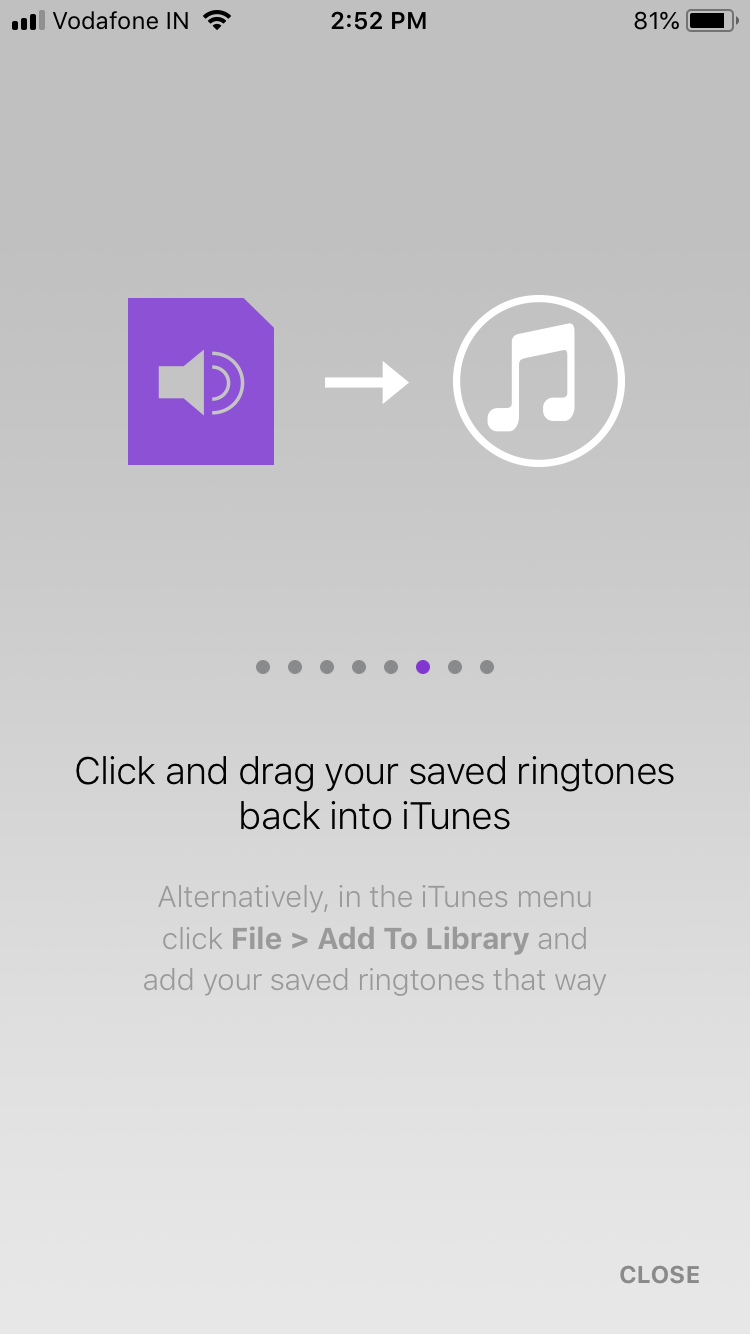 Vodafone IN 2:52 PM 81%
Click and drag your saved ringtones
back into iTunes
Alternatively, in the iTunes menu
click File > Add To Library and
add your saved ringtones that way
CLOSE